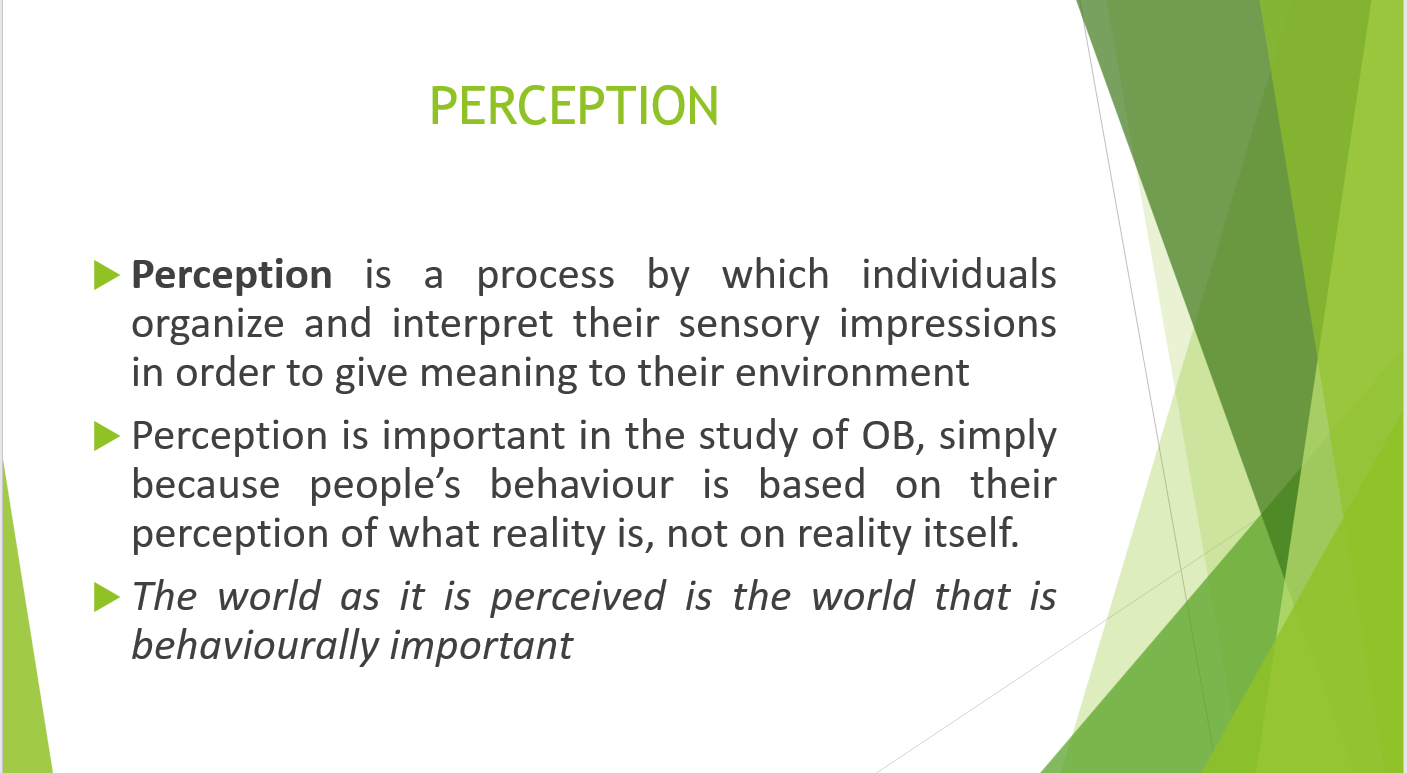 PERCEPTION
Perception is a process by which individuals
organize and interpret their sensory impressions
in order to give meaning to their environment
Perception is important in the study of OB, simply
because people’s behaviour is based on their
perception of what reality is, not on reality itself.
The world as it is perceived is the world that is
behaviourally important